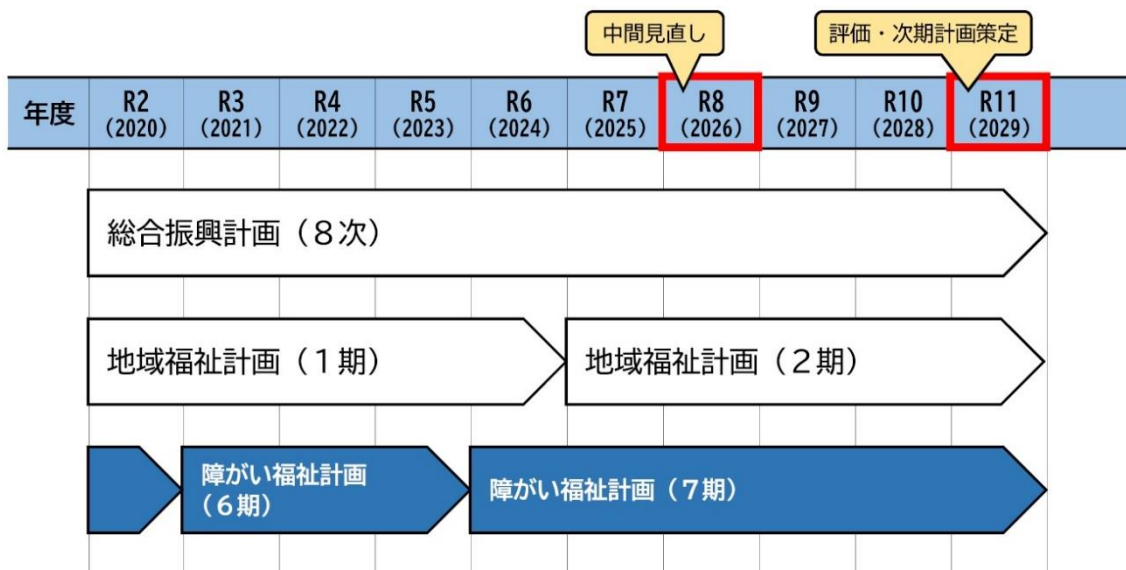 中間見直し
評価・次期計画策定
年度
R2
(2020)
R3
(2021)
R4
(2022)
R5
(2023)
R6
(2024)
R7
(2025)
R8
(2026)
R9
(2027)
R10
(2028)
R11
(2029)
総合振興計画（８次）
地域福祉計画（１期）
地域福祉計画（２期）
障がい福祉計画
（６期）
障がい福祉計画（７期）